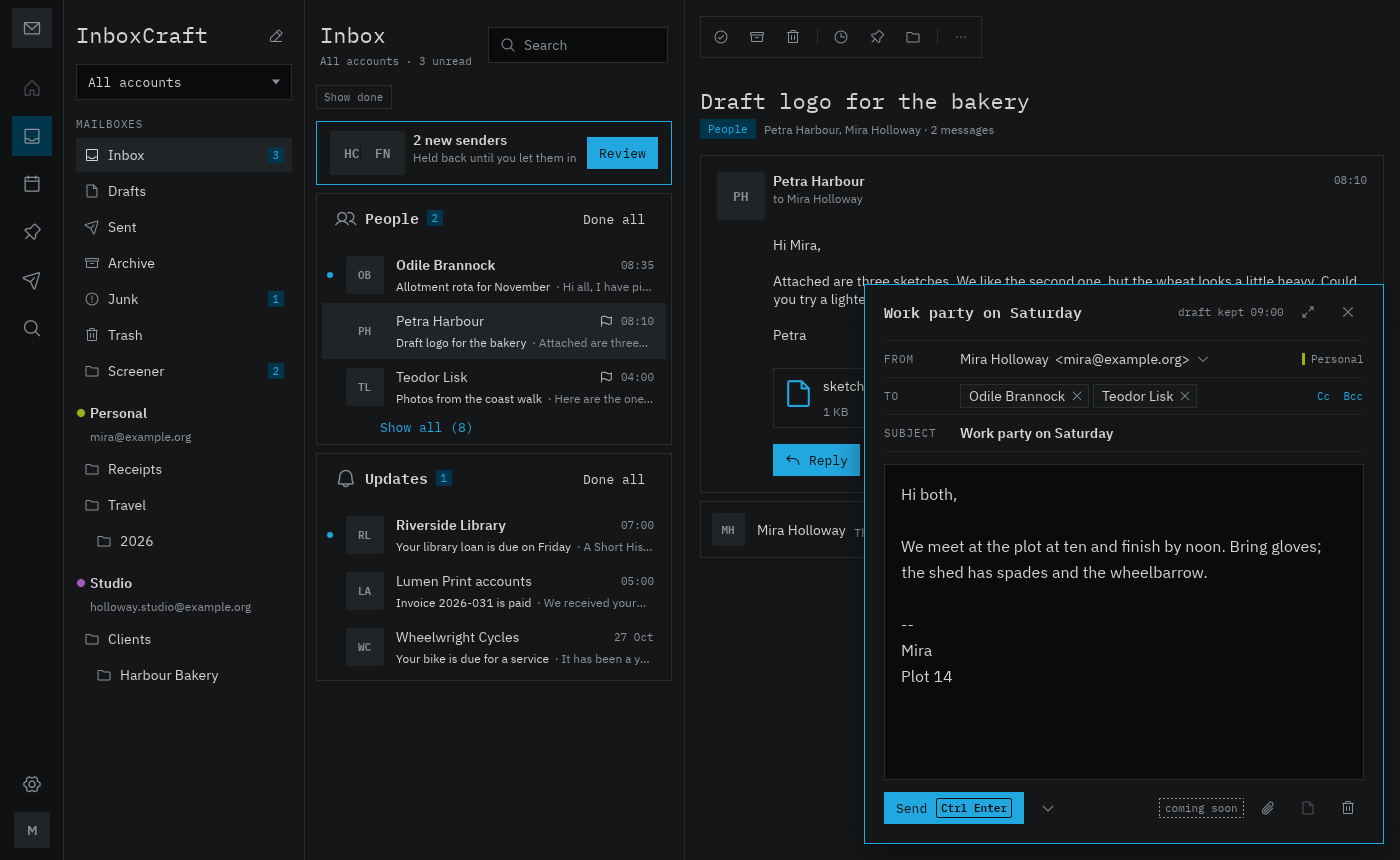 InboxCraft
All accounts
MAILBOXES
Inbox 3
Drafts
Sent
Archive
Junk 1
Trash
Screener 2
Personal
mira@example.org
Receipts
Travel
2026
Studio
holloway.studio@example.org
Clients
Harbour Bakery
M
Inbox
All accounts · 3 unread
Search
Show done
HC FN
2 new senders
Held back until you let them in
Review
People 2
Done all
OB
Odile Brannock 08:35
Allotment rota for November · Hi all, I have pi...
PH
Petra Harbour 08:10
Draft logo for the bakery · Attached are three...
TL
Teodor Lisk 04:00
Photos from the coast walk · Here are the one...
Show all (8)
Updates 1
Done all
RL
Riverside Library 07:00
Your library loan is due on Friday · A Short His...
LA
Lumen Print accounts 05:00
Invoice 2026-031 is paid · We received your...
WC
Wheelwright Cycles 27 Oct
Your bike is due for a service · It has been a y...
Draft logo for the bakery
People Petra Harbour, Mira Holloway · 2 messages
PH
Petra Harbour 08:10
to Mira Holloway
Hi Mira,
Attached are three sketches. We like the second one, but the wheat looks a little heavy. Could
you try a lighte
Petra
sketch
1 KB
Reply
MH
Mira Holloway
Work party on Saturday
draft kept 09:00
FROM Mira Holloway <mira@example.org> Personal
TO Odile Brannock Teodor Lisk Cc Bcc
SUBJECT Work party on Saturday
Hi both,
We meet at the plot at ten and finish by noon. Bring gloves;
the shed has spades and the wheelbarrow.
--
Mira
Plot 14
Send Ctrl Enter
coming soon